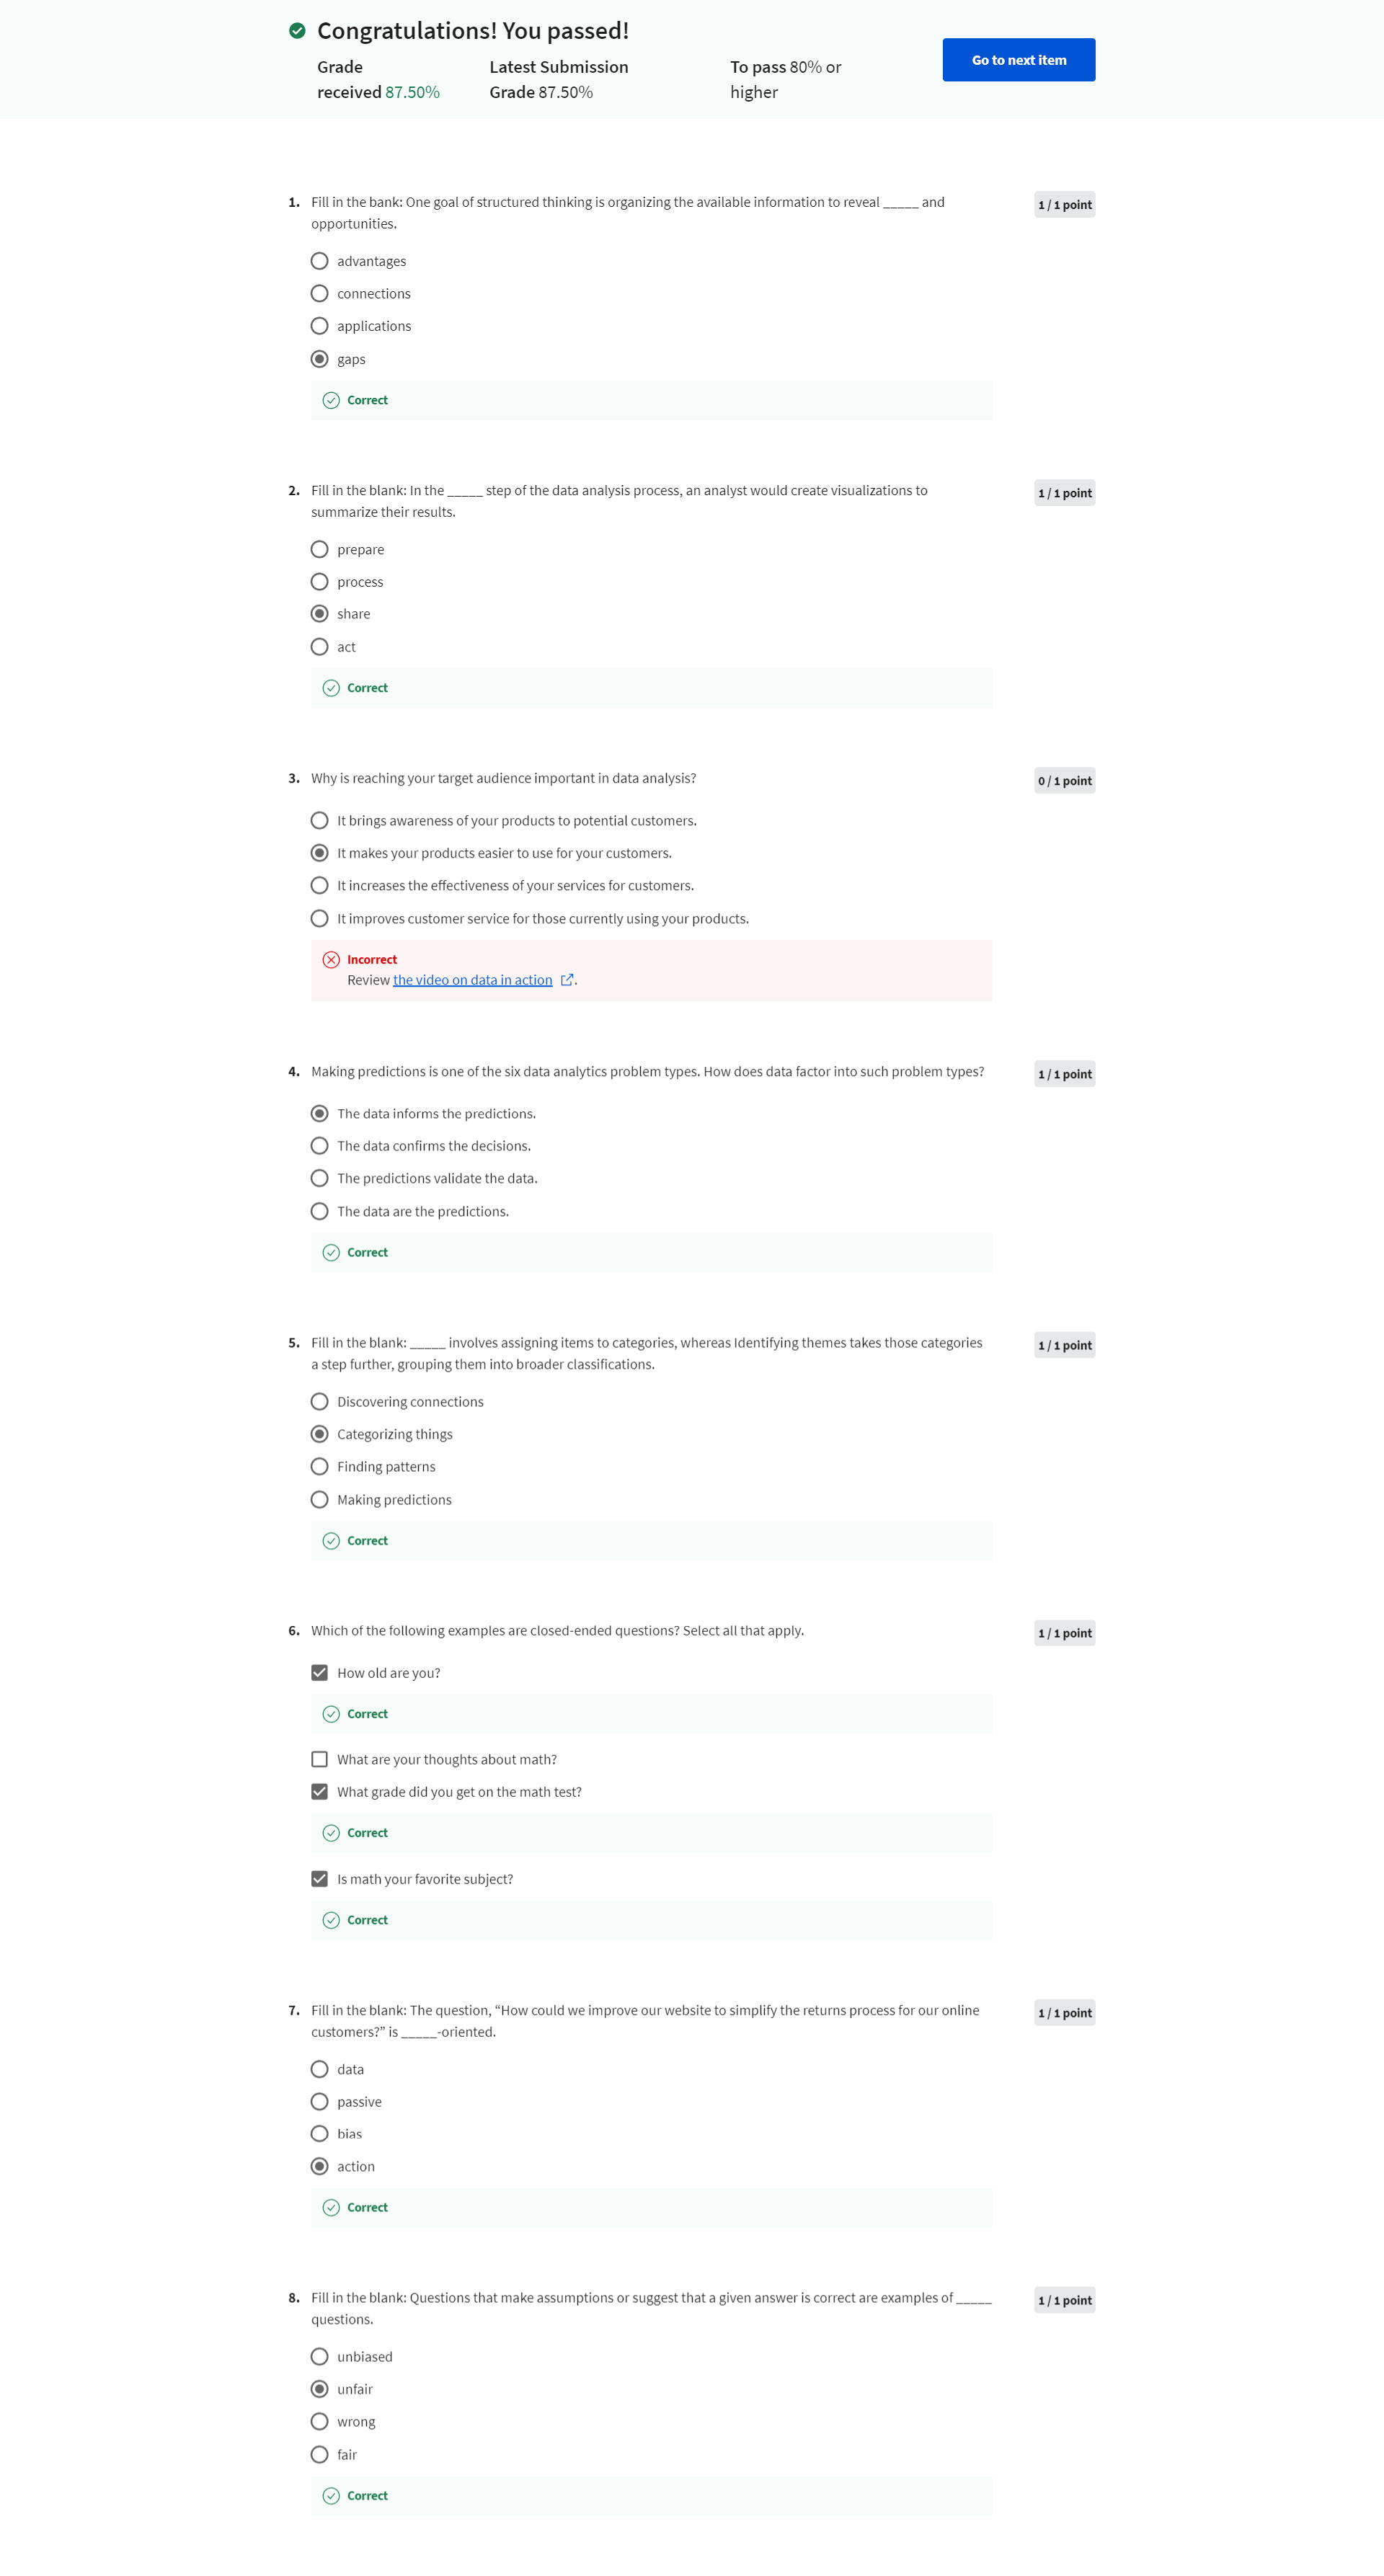 Congratulations! You passed!
Grade
received 87.50%
Latest Submission
Grade 87.50%
To pass 80% or
higher
Go to next item
1. Fill in the bank: One goal of structured thinking is organizing the available information to reveal _____ and
opportunities.
1 / 1 point
advantages
connections
applications
gaps
Correct
2. Fill in the blank: In the _____ step of the data analysis process, an analyst would create visualizations to
summarize their results.
1 / 1 point
prepare
process
share
act
Correct
3. Why is reaching your target audience important in data analysis?
0 / 1 point
It brings awareness of your products to potential customers.
It makes your products easier to use for your customers.
It increases the effectiveness of your services for customers.
It improves customer service for those currently using your products.
Incorrect
Review the video on data in action .
4. Making predictions is one of the six data analytics problem types. How does data factor into such problem types?
1 / 1 point
The data informs the predictions.
The data confirms the decisions.
The predictions validate the data.
The data are the predictions.
Correct
5. Fill in the blank: _____ involves assigning items to categories, whereas Identifying themes takes those categories
a step further, grouping them into broader classifications.
1 / 1 point
Discovering connections
Categorizing things
Finding patterns
Making predictions
Correct
6. Which of the following examples are closed-ended questions? Select all that apply.
1 / 1 point
How old are you?
Correct
What are your thoughts about math?
What grade did you get on the math test?
Correct
Is math your favorite subject?
Correct
7. Fill in the blank: The question, “How could we improve our website to simplify the returns process for our online
customers?” is _____-oriented.
1 / 1 point
data
passive
bias
action
Correct
8. Fill in the blank: Questions that make assumptions or suggest that a given answer is correct are examples of _____
questions.
1 / 1 point
unbiased
unfair
wrong
fair
Correct